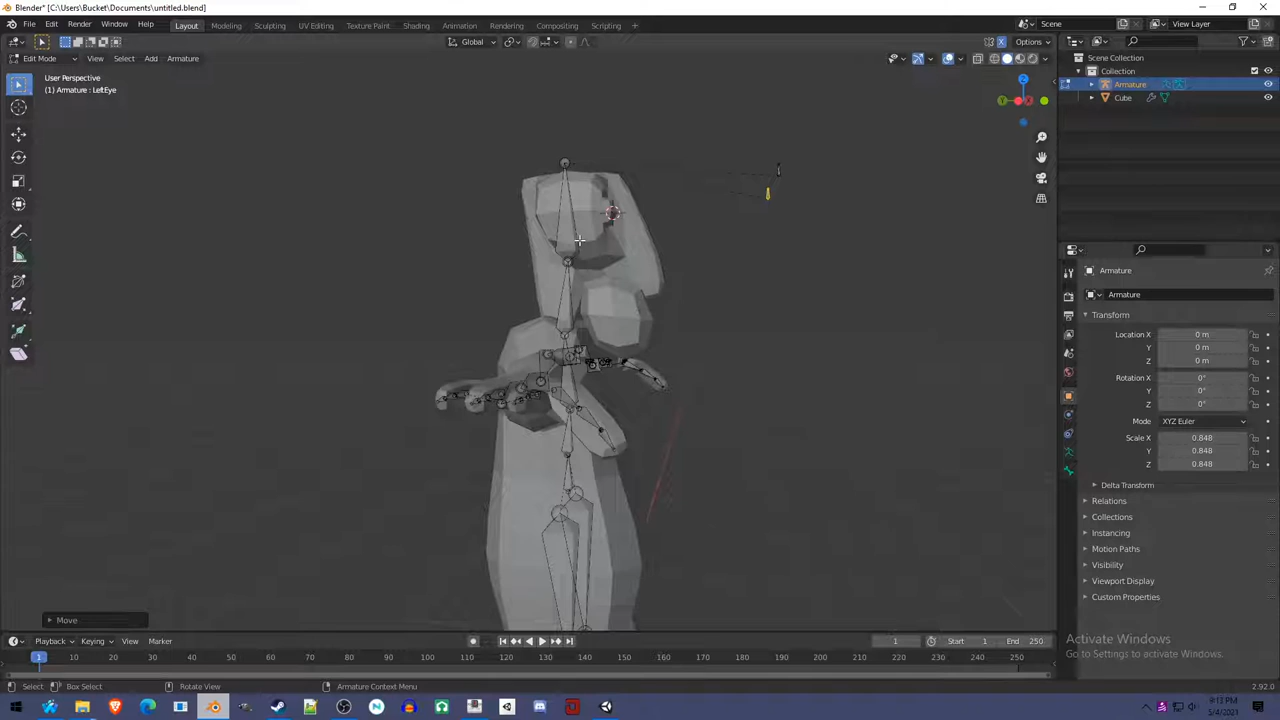 Blender* [C:\Users\Bucket\Documents\untitled.blend]
File Edit Render Window Help Layout Modeling Sculpting UV Editing Texture Paint Shading Animation Rendering Compositing Scripting + Scene View Layer
Global Options
Edit Mode View Select Add Armature
User Perspective
(1) Armature : LeftEye
Scene Collection
Collection
Armature
Cube
X
Z
Y
Armature
Armature
Transform
Location X 0 m
Y 0 m
Z 0 m
Rotation X 0°
Y 0°
Z 0°
Mode XYZ Euler
Scale X 0.848
Y 0.848
Z 0.848
Delta Transform
Relations
Collections
Instancing
Motion Paths
Visibility
Viewport Display
Custom Properties
Move
Playback Keying View Marker 1 Start 1 End 250
1 10 20 30 40 50 60 70 80 90 100 110 120 130 140 150 160 170 180 190 200 210 220 230 240 250
Activate Windows
Go to Settings to activate Windows.
Select Box Select Rotate View Armature Context Menu 2.92.0
9:13 PM
5/4/2021